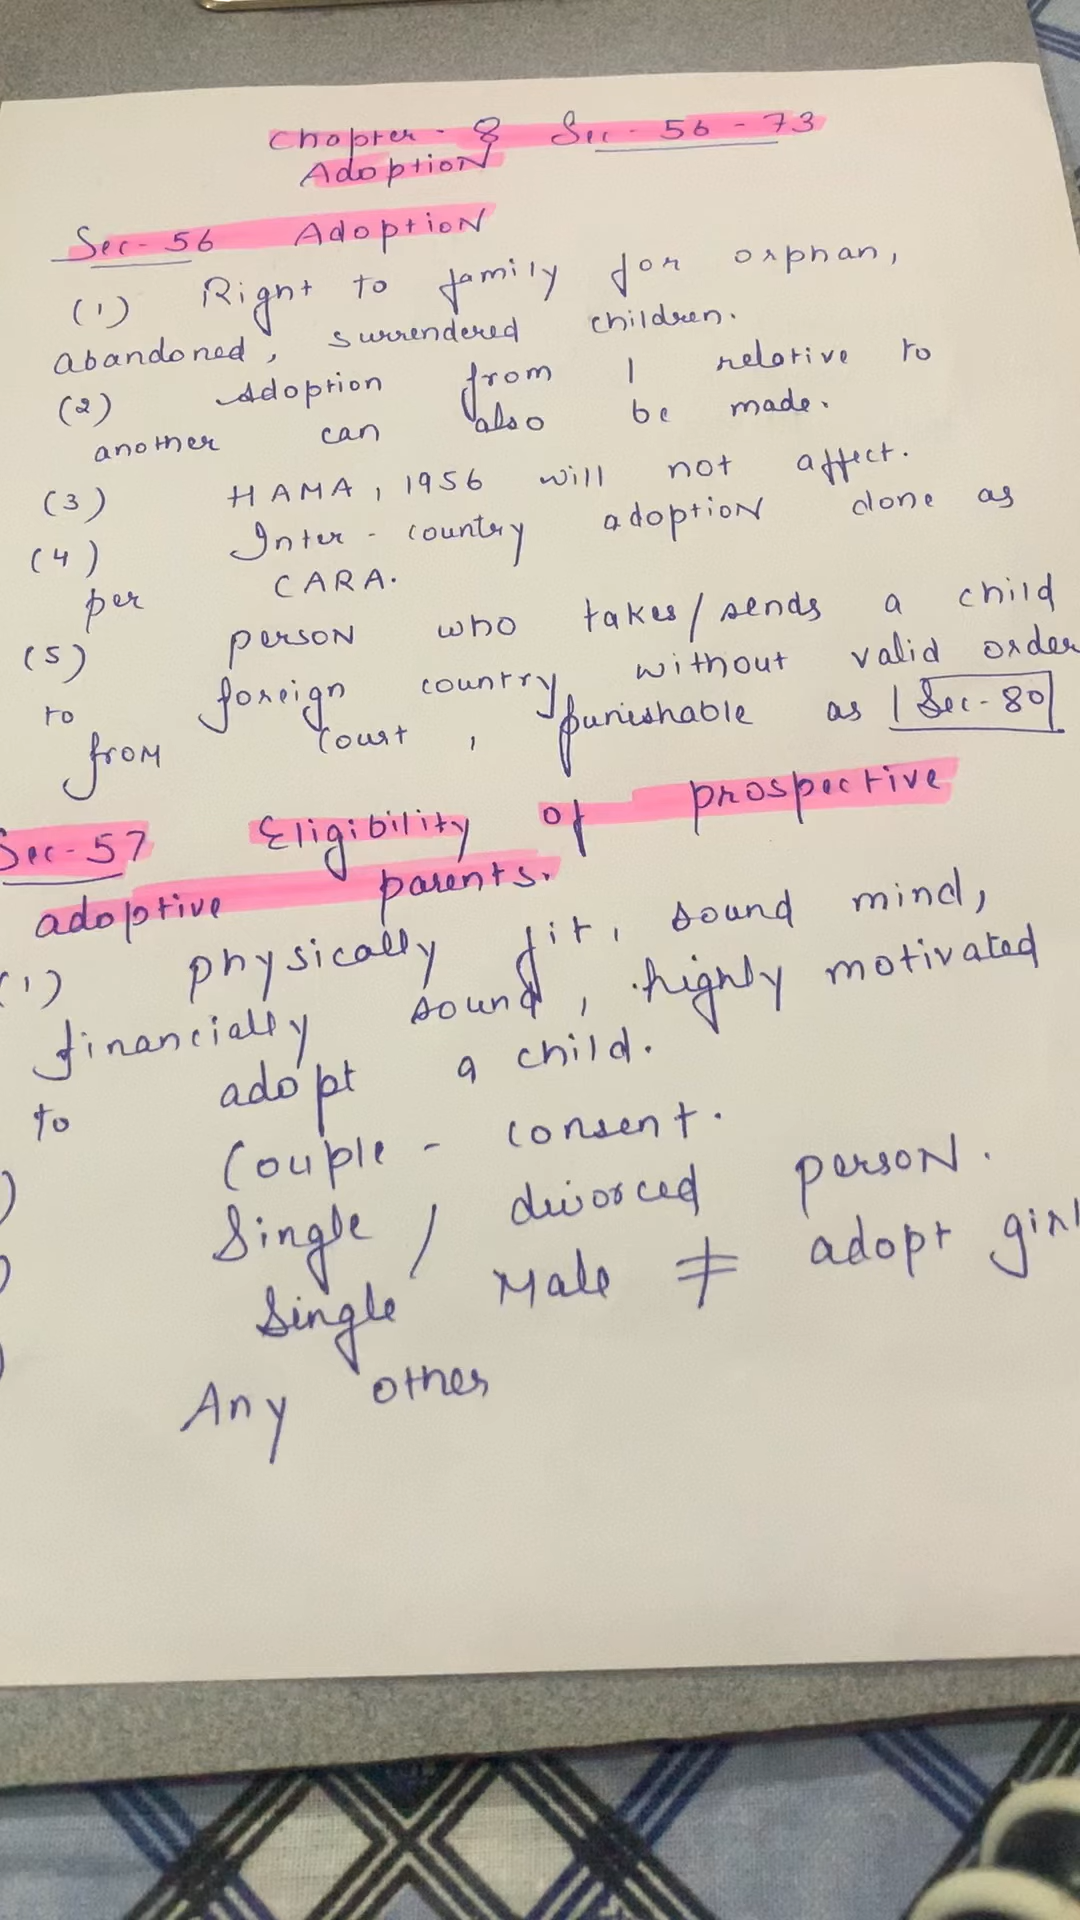 Chapter - 8 Sec - 56 - 73
Adoption
Sec - 56 Adoption
(1) Right to family for orphan,
abandoned, surrendered children.
(2) Adoption from 1 relative to
another can also be made.
(3) HAMA, 1956 will not affect.
(4) Inter - country adoption done as
per CARA.
(5) person who takes/sends a child
to foreign country without valid order
from court, punishable as Sec - 80
Sec - 57 Eligibility of prospective
adoptive parents.
(1) physically fit, sound mind,
financially sound, highly motivated
to adopt a child.
) Couple - consent.
) Single / divorced person.
) Single Male ≠ adopt girl
Any other